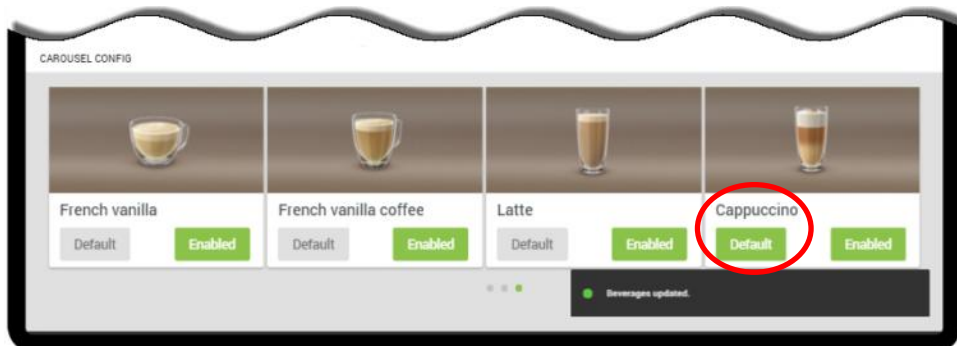 CAROUSEL CONFIG
French vanilla
Default Enabled
French vanilla coffee
Default Enabled
Latte
Default Enabled
Cappuccino
Default Enabled
Beverages updated.